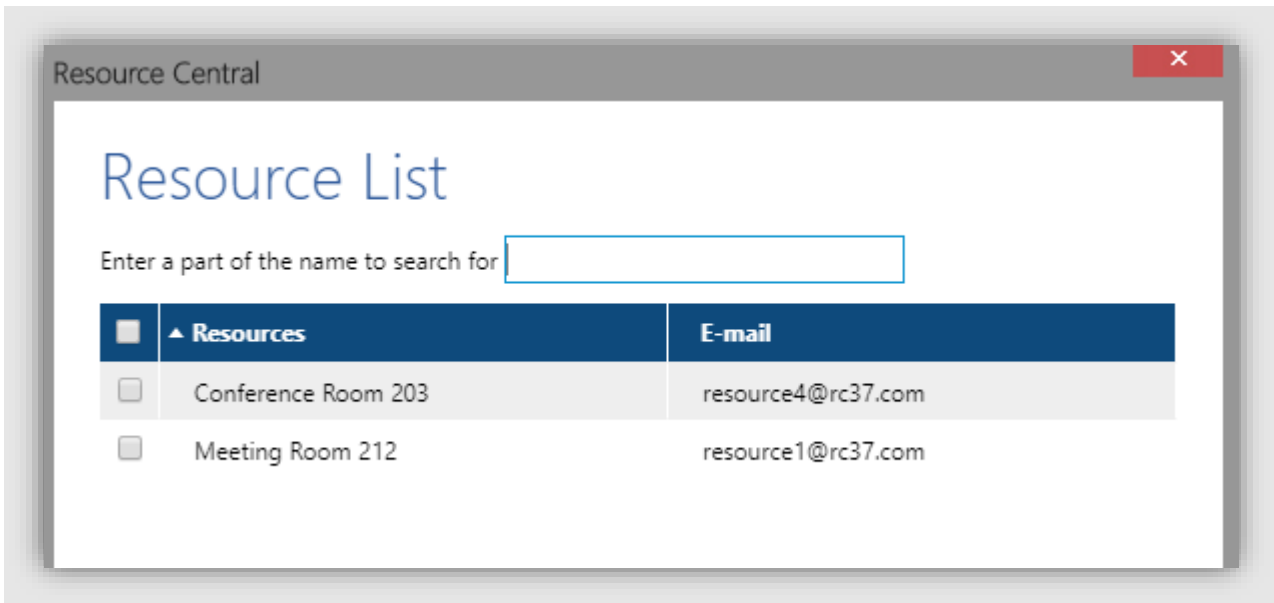 Resource Central
Resource List
Enter a part of the name to search for
Resources E-mail
Conference Room 203 resource4@rc37.com
Meeting Room 212 resource1@rc37.com